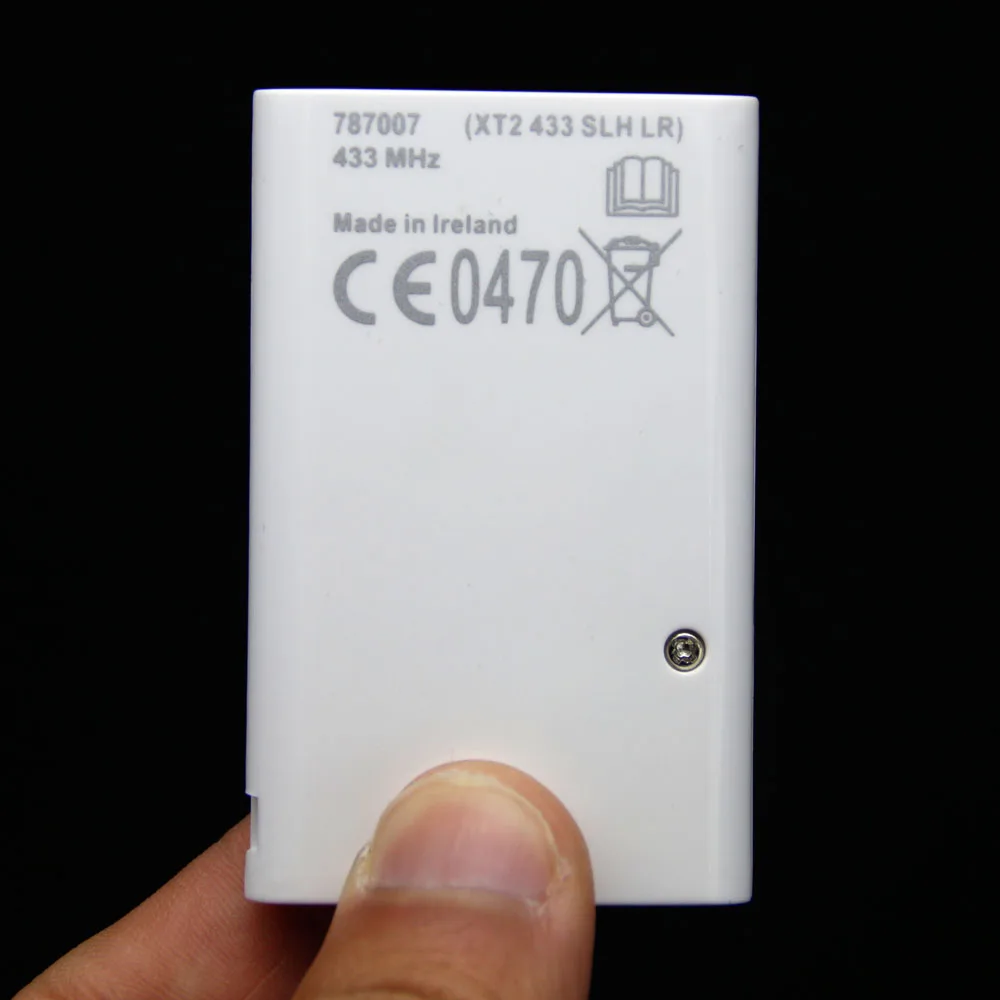 787007 (XT2 433 SLH LR)
433 MHz
Made in Ireland
CE0470